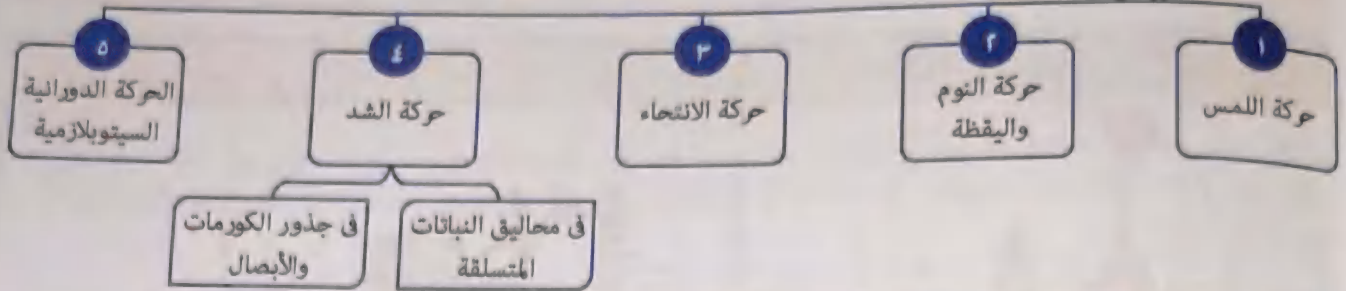 ١
حركة اللمس
٢
حركة النوم
واليقظة
٣
حركة الانتحاء
٤
حركة الشد
٥
الحركة الدورانية
السيتوبلازمية
فى محاليق النباتات
المتسلقة
فى جذور الكورمات
والأبصال